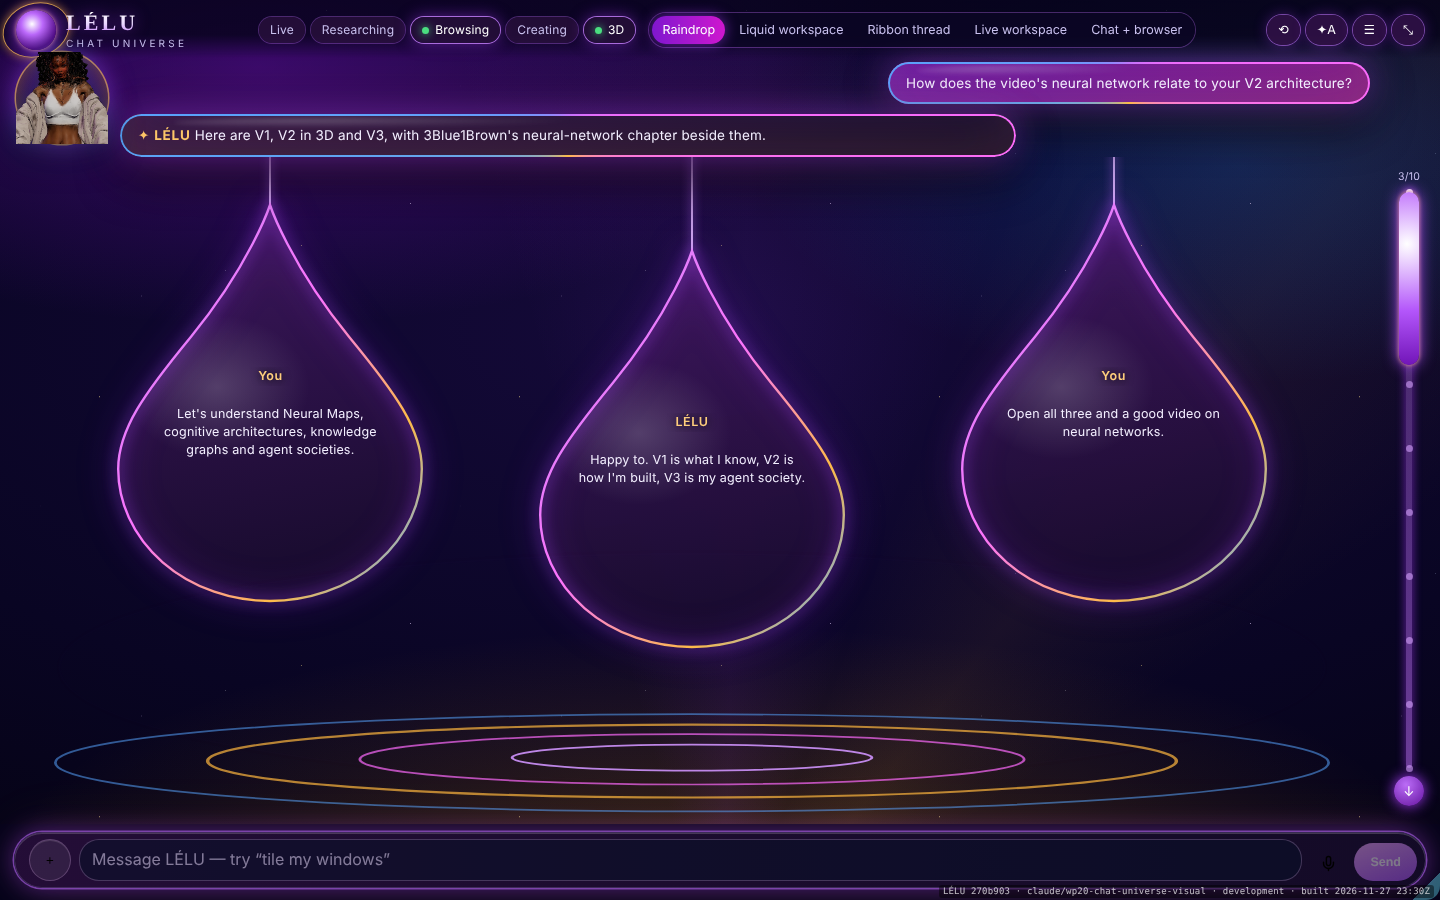 LÉLU
CHAT UNIVERSE
Live
Researching
Browsing
Creating
3D
Raindrop
Liquid workspace
Ribbon thread
Live workspace
Chat + browser
⟲
✦A
☰
⤡
How does the video's neural network relate to your V2 architecture?
✦ LÉLU Here are V1, V2 in 3D and V3, with 3Blue1Brown's neural-network chapter beside them.
3/10
You
Let's understand Neural Maps,
cognitive architectures, knowledge
graphs and agent societies.
LÉLU
Happy to. V1 is what I know, V2 is
how I'm built, V3 is my agent society.
You
Open all three and a good video on
neural networks.
↓
+
Message LÉLU — try “tile my windows”
Send
LÉLU 270b903 · claude/wp20-chat-universe-visual · development · built 2026-11-27 23:30Z